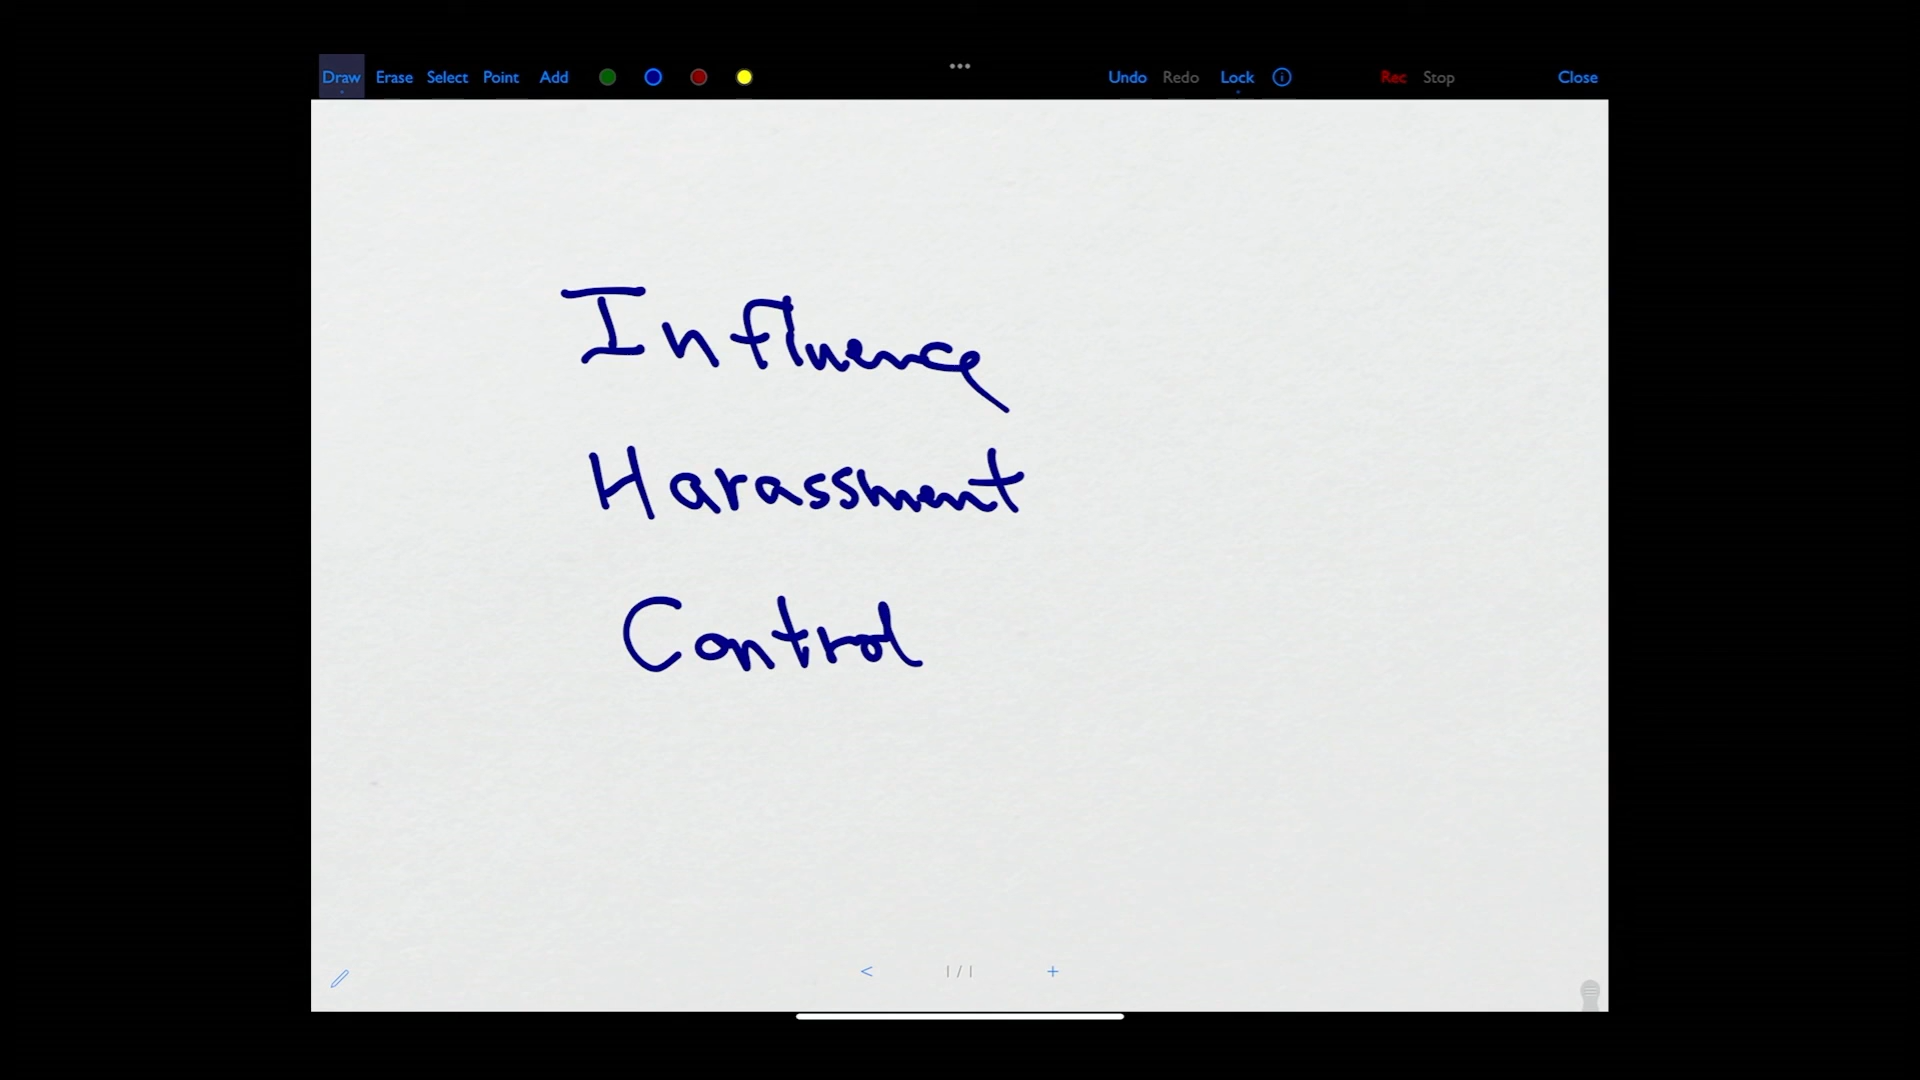 Draw Erase Select Point Add Undo Redo Lock Rec Stop Close
Influence
Harassment
Control
< 1 / 1 +